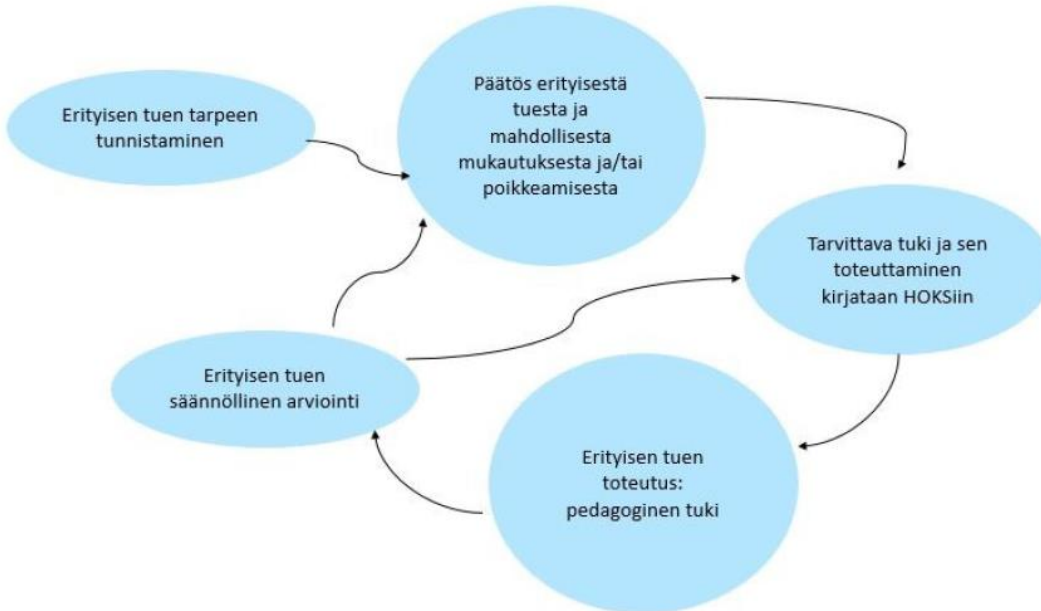 Erityisen tuen tarpeen
tunnistaminen
Päätös erityisestä
tuesta ja
mahdollisesta
mukautuksesta ja/tai
poikkeamisesta
Tarvittava tuki ja sen
toteuttaminen
kirjataan HOKSiin
Erityisen tuen
toteutus:
pedagoginen tuki
Erityisen tuen
säännöllinen arviointi